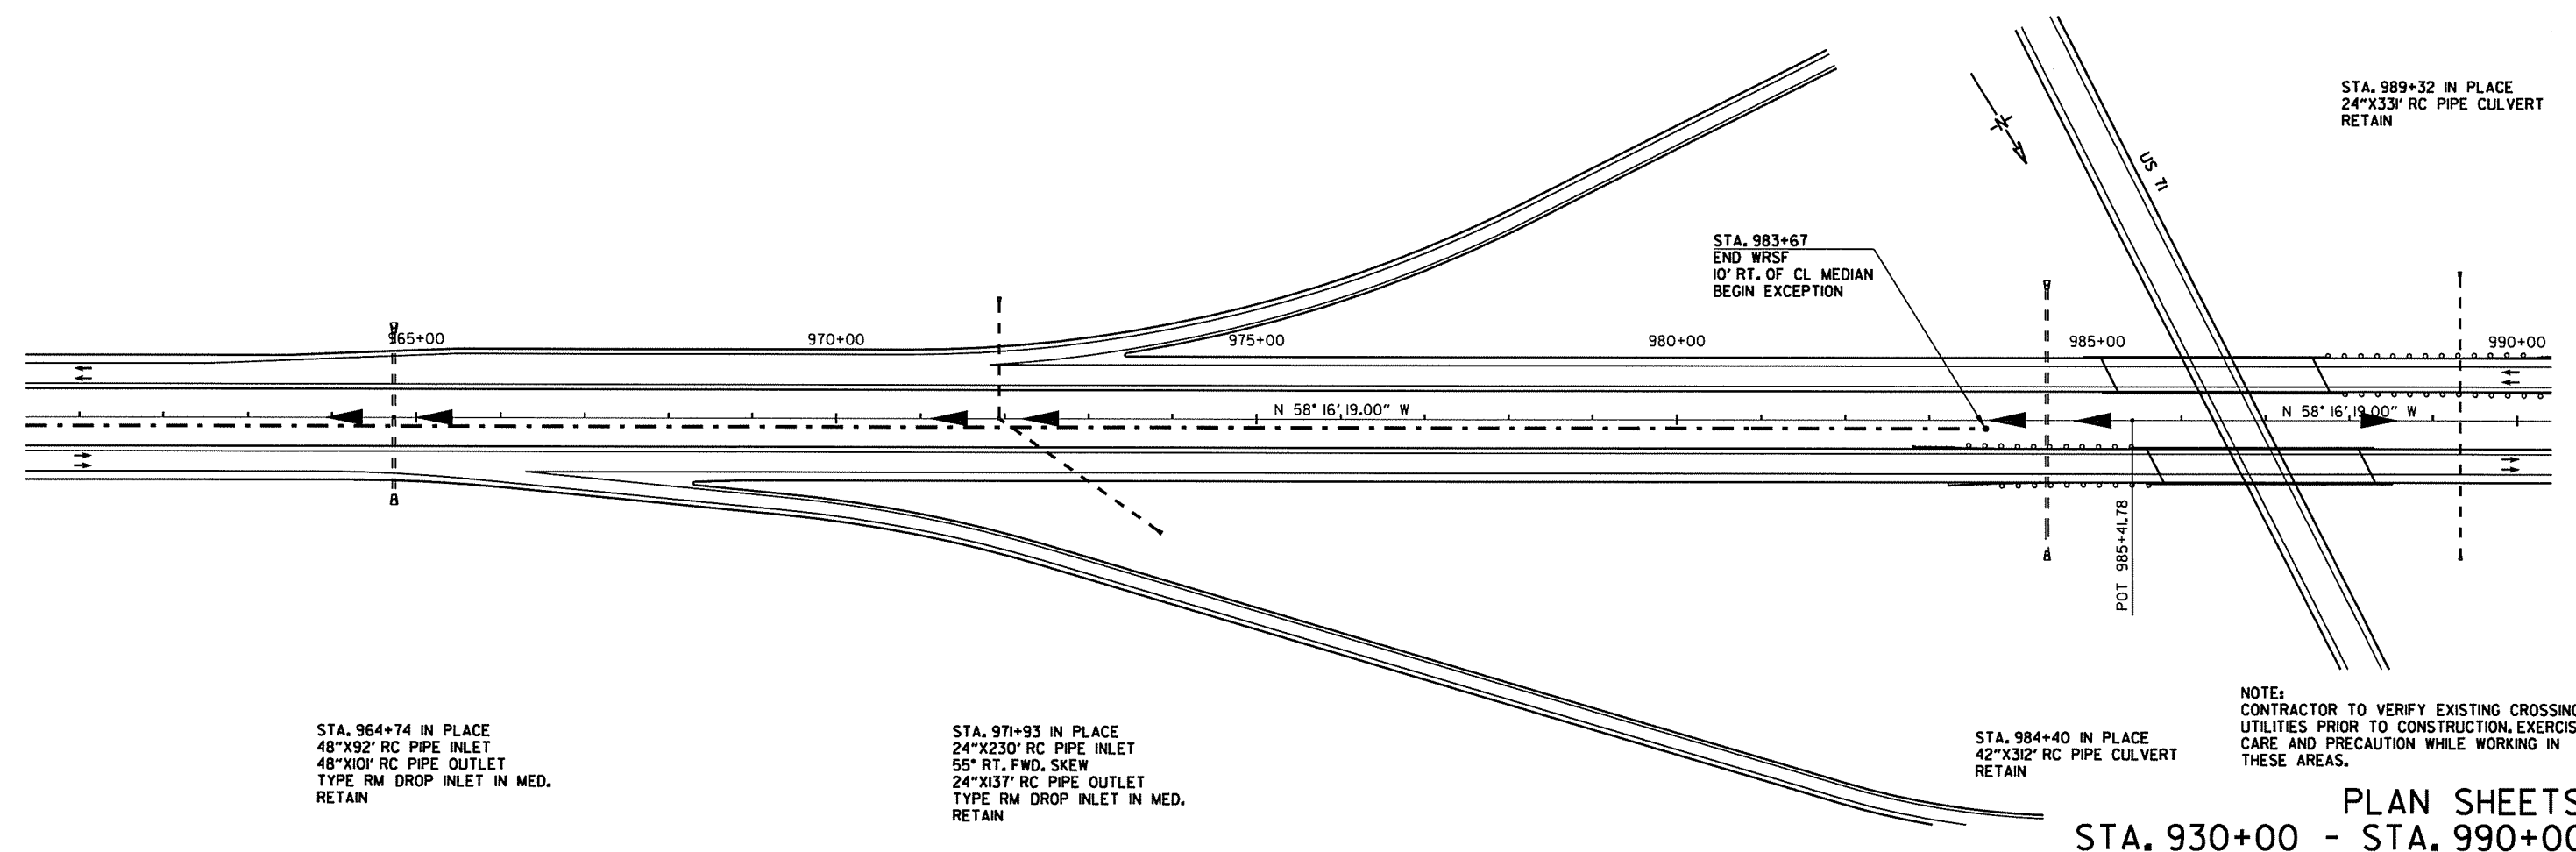 STA. 989+32 IN PLACE
24"X331' RC PIPE CULVERT
RETAIN
N
US 71
STA. 983+67
END WRSF
10' RT. OF CL MEDIAN
BEGIN EXCEPTION
965+00
970+00
975+00
980+00
985+00
990+00
N 58° 16' 19.00" W
N 58° 16' 19.00" W
POT 985+41.78
STA. 964+74 IN PLACE
48"X92' RC PIPE INLET
48"X101' RC PIPE OUTLET
TYPE RM DROP INLET IN MED.
RETAIN
STA. 971+93 IN PLACE
24"X230' RC PIPE INLET
55° RT. FWD. SKEW
24"X137' RC PIPE OUTLET
TYPE RM DROP INLET IN MED.
RETAIN
STA. 984+40 IN PLACE
42"X312' RC PIPE CULVERT
RETAIN
NOTE:
CONTRACTOR TO VERIFY EXISTING CROSSING
UTILITIES PRIOR TO CONSTRUCTION. EXERCIS
CARE AND PRECAUTION WHILE WORKING IN
THESE AREAS.
PLAN SHEETS
STA. 930+00 - STA. 990+00